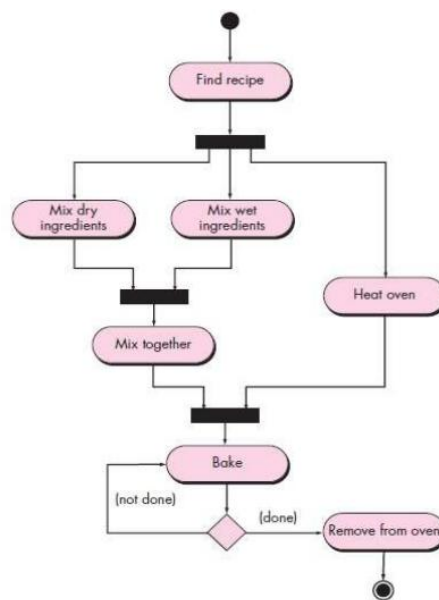 Find recipe
Mix dry
ingredients
Mix wet
ingredients
Heat oven
Mix together
Bake
(not done)
(done)
Remove from oven